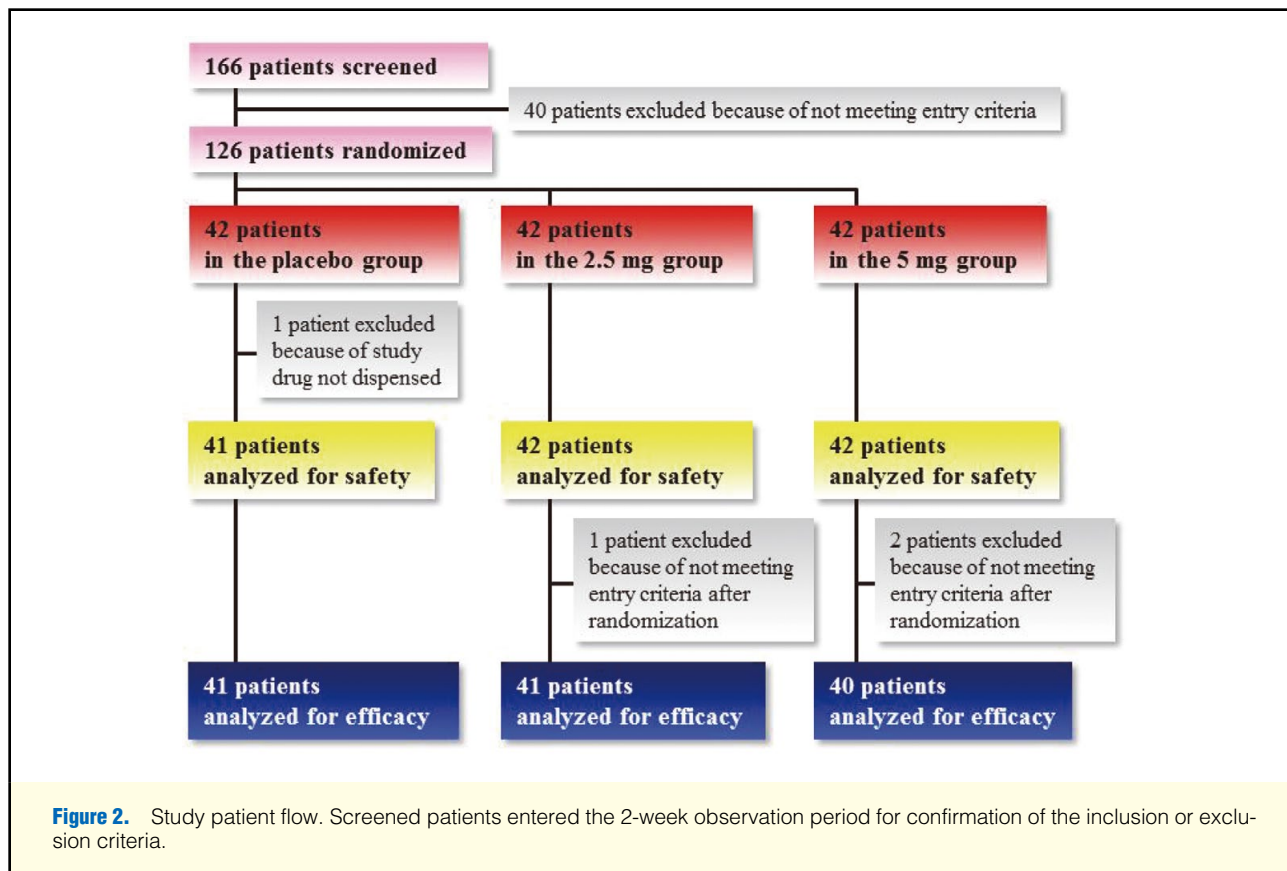 166 patients screened
40 patients excluded because of not meeting entry criteria
126 patients randomized
42 patients
in the placebo group
42 patients
in the 2.5 mg group
42 patients
in the 5 mg group
1 patient excluded
because of study
drug not dispensed
41 patients
analyzed for safety
42 patients
analyzed for safety
42 patients
analyzed for safety
1 patient excluded
because of not meeting
entry criteria after
randomization
2 patients excluded
because of not meeting
entry criteria after
randomization
41 patients
analyzed for efficacy
41 patients
analyzed for efficacy
40 patients
analyzed for efficacy
Figure 2. Study patient flow. Screened patients entered the 2-week observation period for confirmation of the inclusion or exclu-
sion criteria.